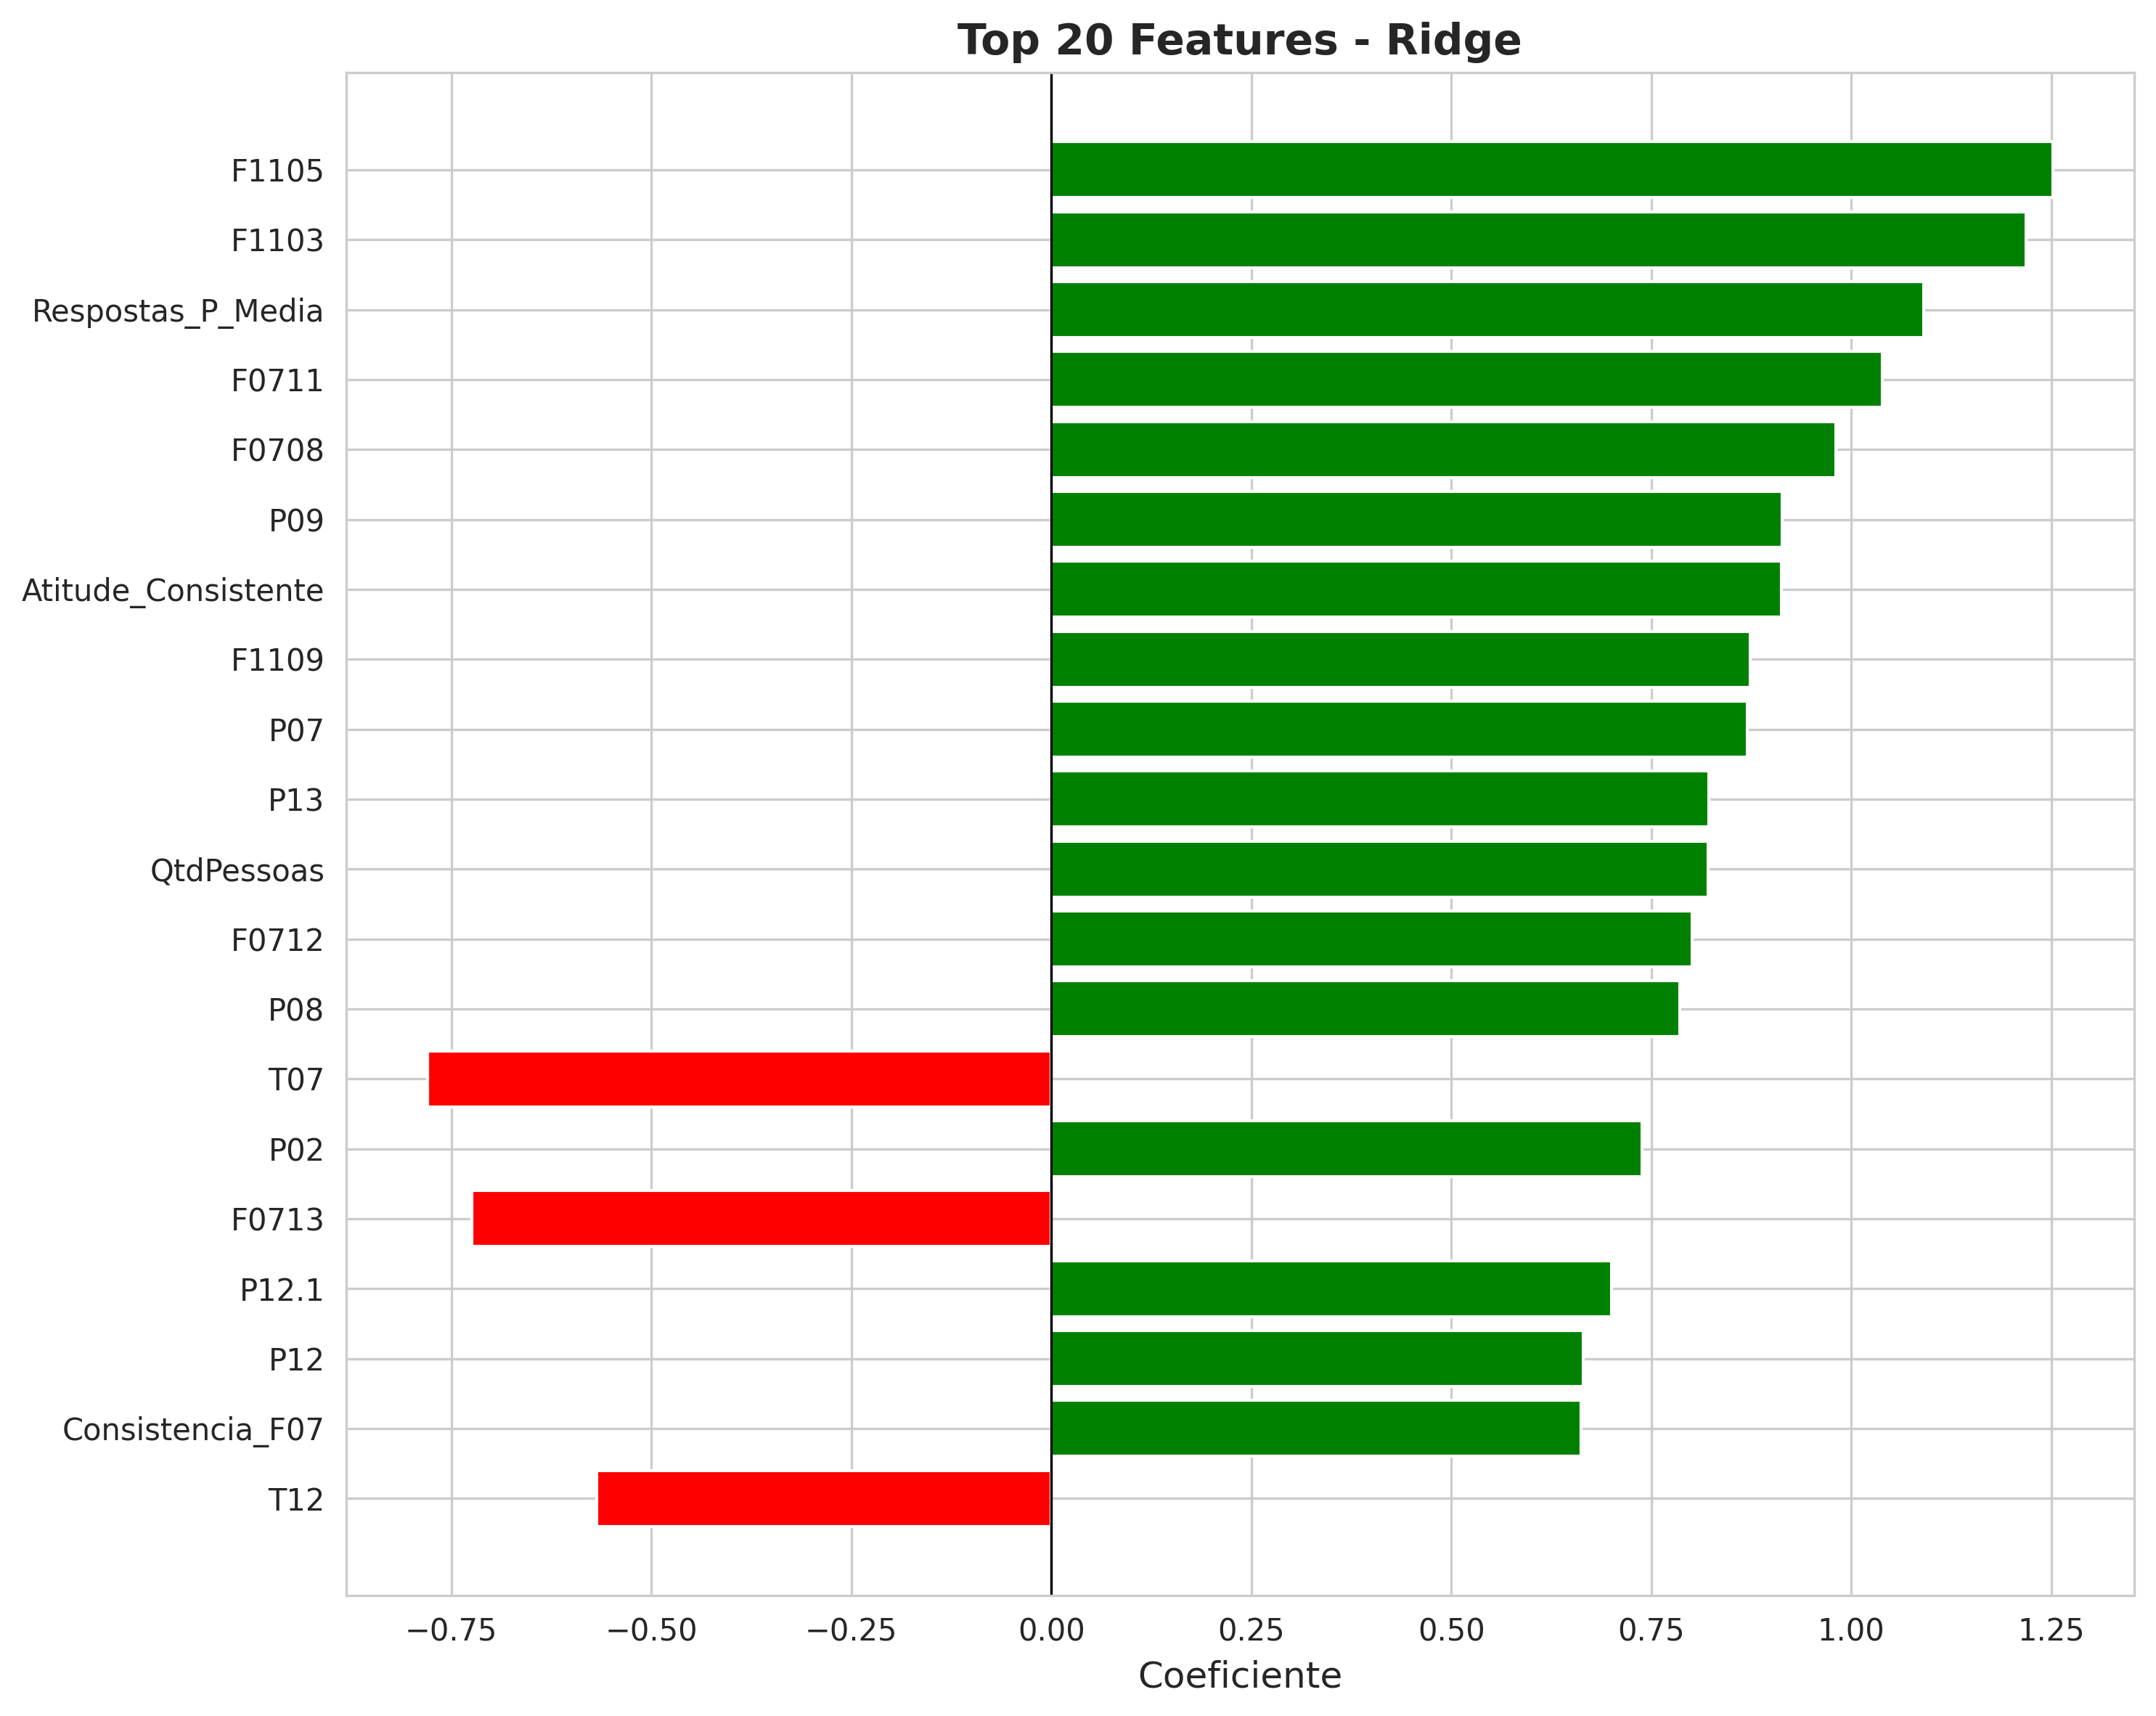 Top 20 Features - Ridge
F1105
F1103
Respostas_P_Media
F0711
F0708
P09
Atitude_Consistente
F1109
P07
P13
QtdPessoas
F0712
P08
T07
P02
F0713
P12.1
P12
Consistencia_F07
T12
−0.75 −0.50 −0.25 0.00 0.25 0.50 0.75 1.00 1.25
Coeficiente